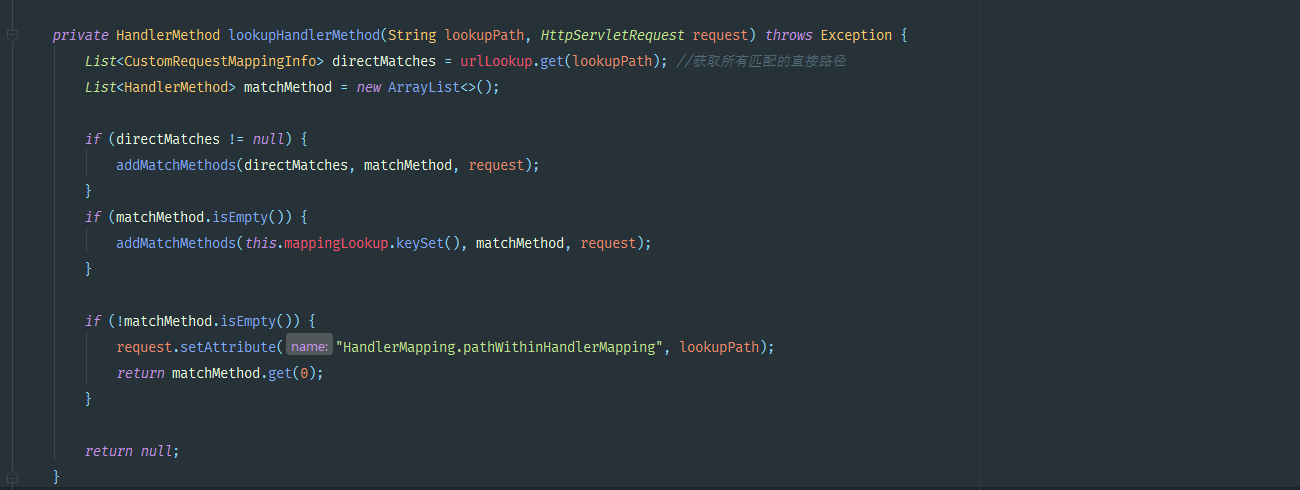 private HandlerMethod lookupHandlerMethod(String lookupPath, HttpServletRequest request) throws Exception {
List<CustomRequestMappingInfo> directMatches = urlLookup.get(lookupPath); //获取所有匹配的直接路径
List<HandlerMethod> matchMethod = new ArrayList<>();
if (directMatches != null) {
addMatchMethods(directMatches, matchMethod, request);
}
if (matchMethod.isEmpty()) {
addMatchMethods(this.mappingLookup.keySet(), matchMethod, request);
}
if (!matchMethod.isEmpty()) {
request.setAttribute( name: "HandlerMapping.pathWithinHandlerMapping", lookupPath);
return matchMethod.get(0);
}
return null;
}